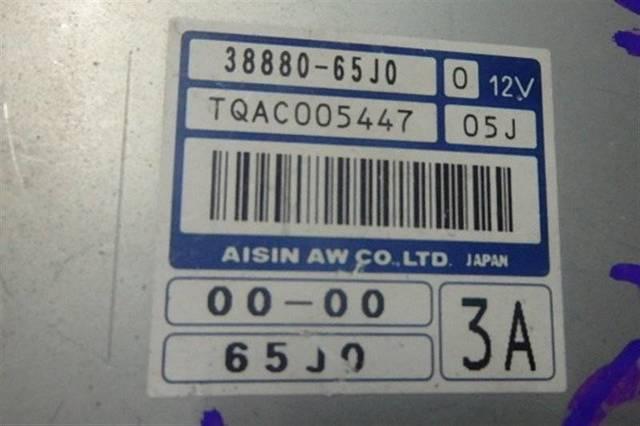 38880-65J0 0 12V
TQAC005447 05J
AISIN AW CO.,LTD. JAPAN
00-00
65J0 3A